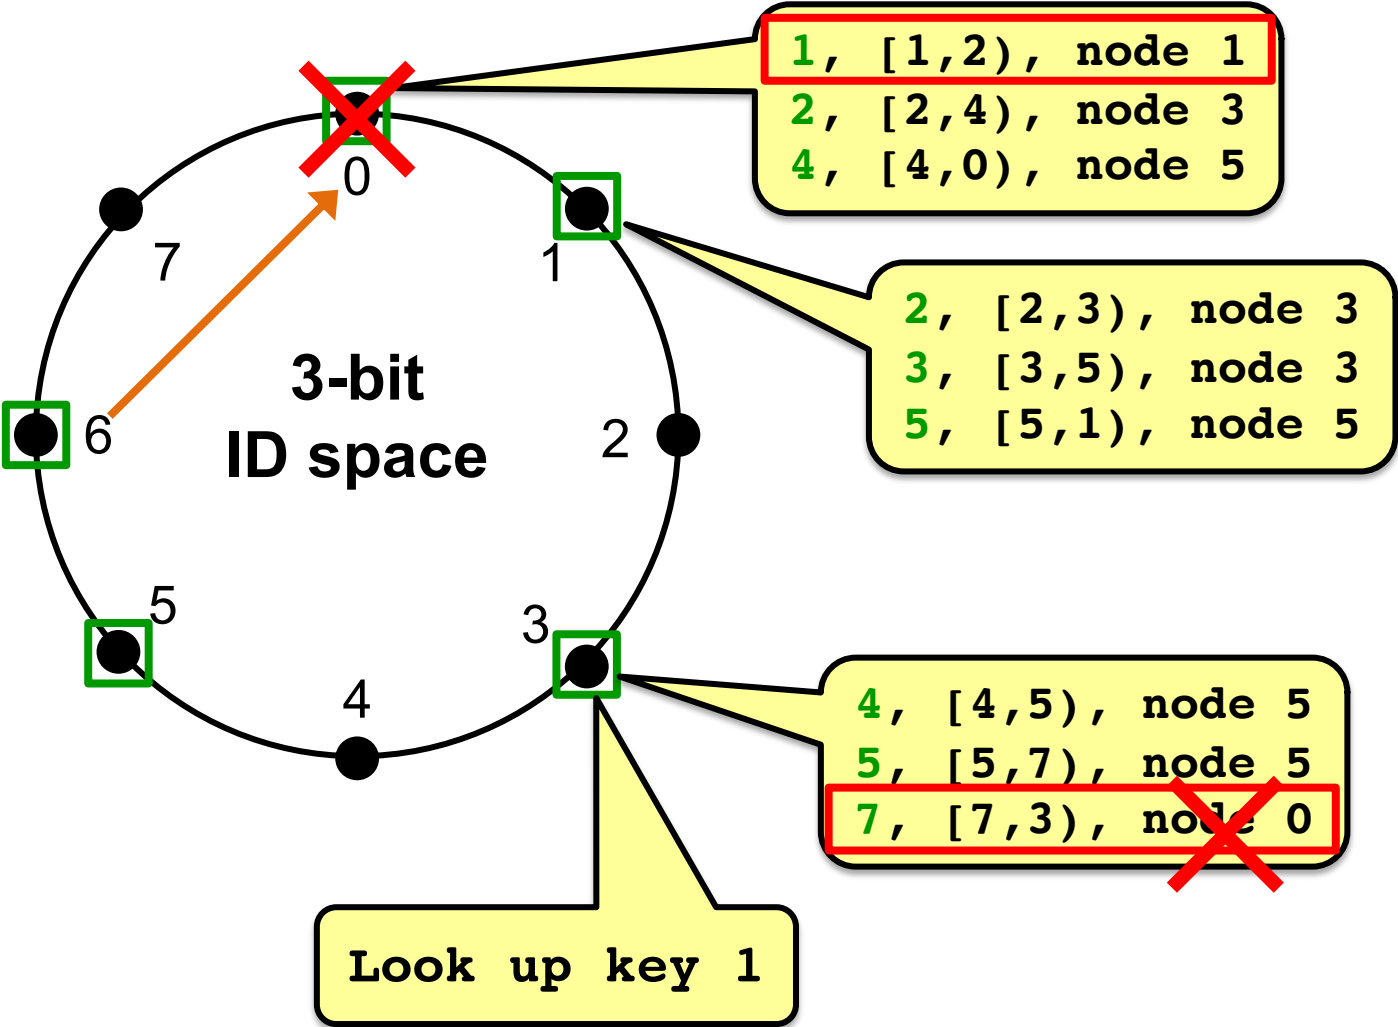 1, [1,2), node 1
2, [2,4), node 3
4, [4,0), node 5
0
7
1
2, [2,3), node 3
3, [3,5), node 3
5, [5,1), node 5
3-bit
ID space
6
2
5
3
4
4, [4,5), node 5
5, [5,7), node 5
7, [7,3), node 0
Look up key 1